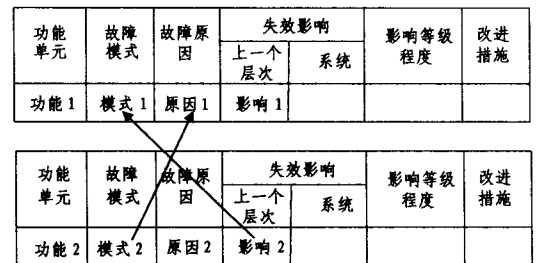 功能单元 故障模式 故障原因 失效影响 影响等级程度 改进措施
上一个层次 系统
功能 1 模式 1 原因 1 影响 1
功能单元 故障模式 故障原因 失效影响 影响等级程度 改进措施
上一个层次 系统
功能 2 模式 2 原因 2 影响 2